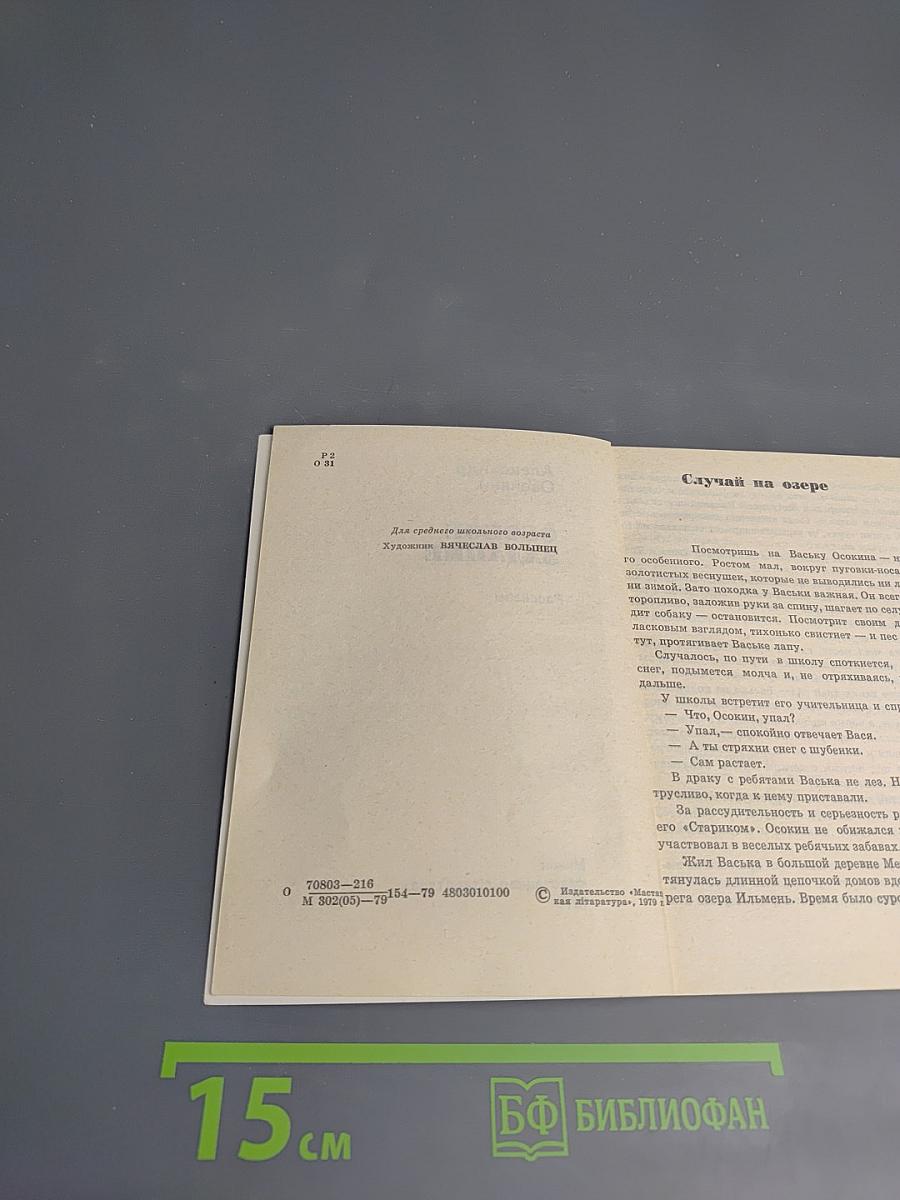 Р 2
О 31
Для среднего школьного возраста
Художник ВЯЧЕСЛАВ ВОЛЫНЕЦ
О 70803—216
М 302(05)—79 154—79 4803010100
© Издательство «Мастац
кая літаратура», 1979 г.
Случай на озере
Посмотришь на Ваську Осокина — н
го особенного. Ростом мал, вокруг пуговки-носа
золотистых веснушек, которые не выводились ни л
ни зимой. Зато походка у Васьки важная. Он всег
торопливо, заложив руки за спину, шагает по селу
дит собаку — остановится. Посмотрит своим д
ласковым взглядом, тихонько свистнет — и пес
тут, протягивает Ваське лапу.
Случалось, по пути в школу споткнется,
снег, подымется молча и, не отряхиваясь,
дальше.
У школы встретит его учительница и спр
— Что, Осокин, упал?
— Упал,— спокойно отвечает Вася.
— А ты стряхни снег с шубенки.
— Сам растает.
В драку с ребятами Васька не лез. Н
трусливо, когда к нему приставали.
За рассудительность и серьезность р
его «Стариком». Осокин не обижался
участвовал в веселых ребячьих забавах.
Жил Васька в большой деревне Ме
тянулась длинной цепочкой домов вдо
рега озера Ильмень. Время было суро
15 см
БФ БИБЛИОФАН